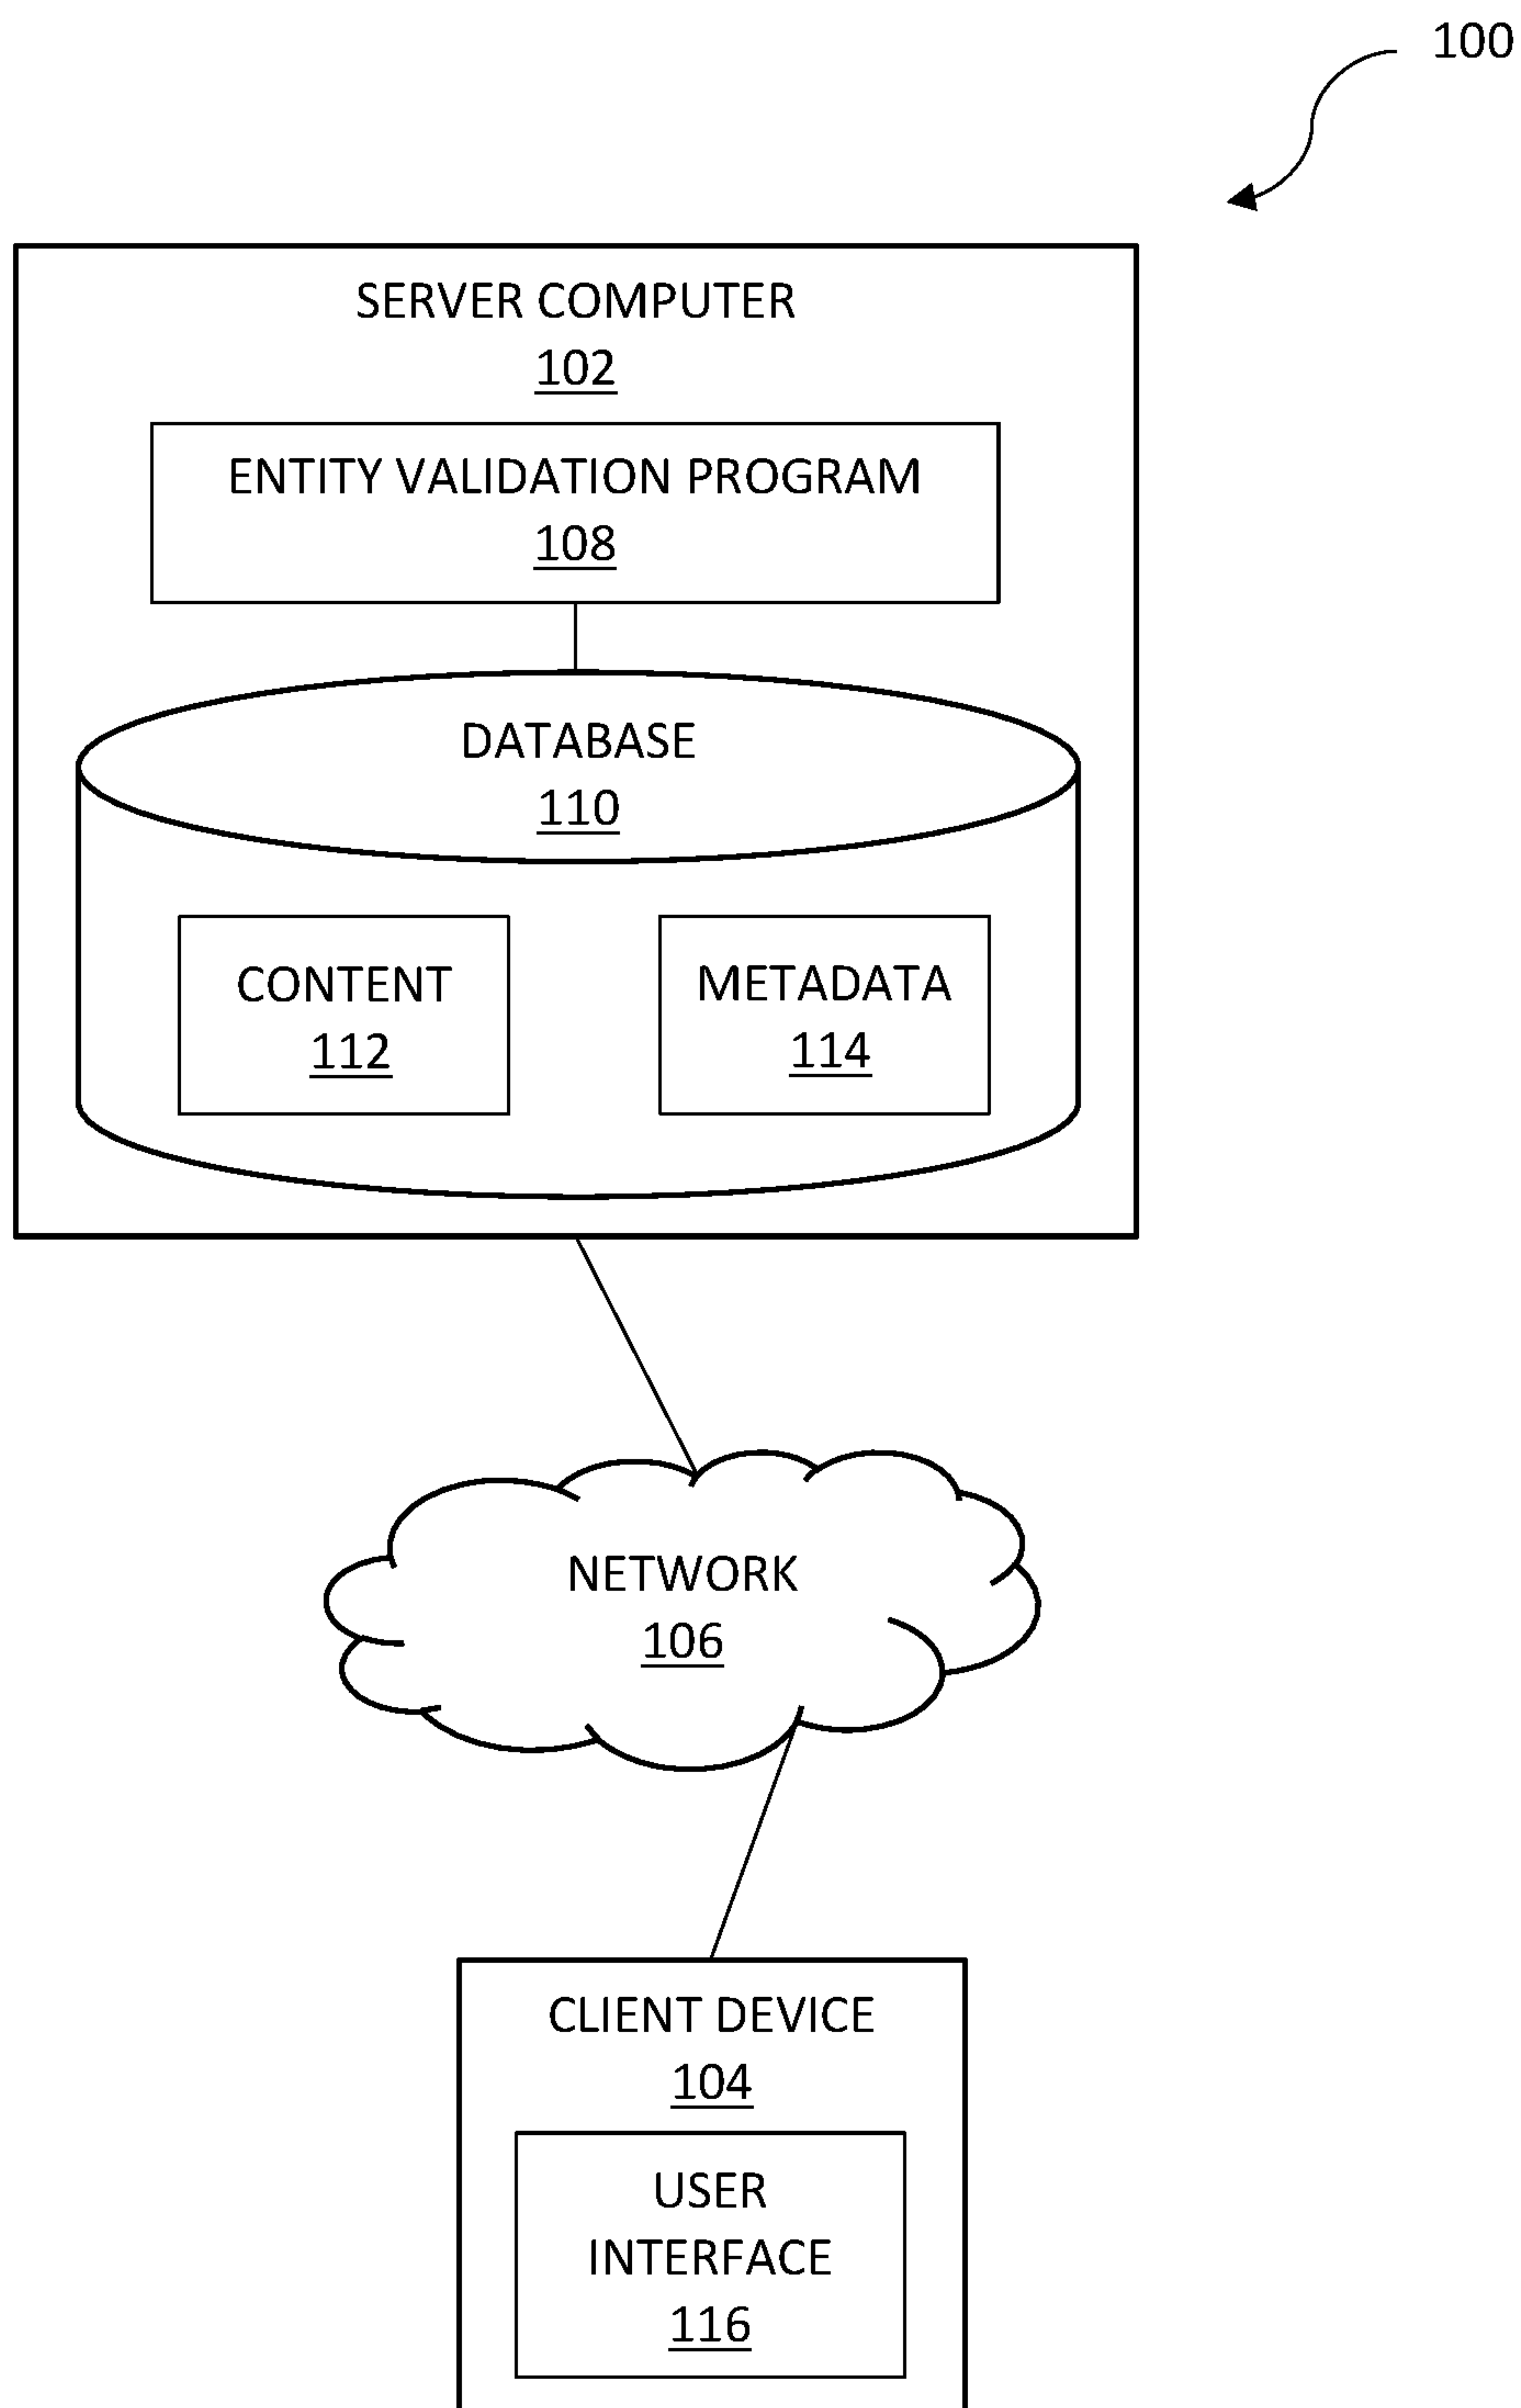 100
SERVER COMPUTER
102
ENTITY VALIDATION PROGRAM
108
DATABASE
110
CONTENT
112
METADATA
114
NETWORK
106
CLIENT DEVICE
104
USER
INTERFACE
116